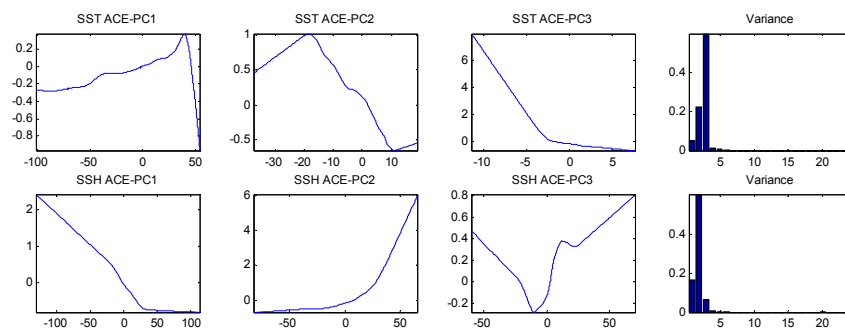 SST ACE-PC1
0.2
0
-0.2
-0.4
-0.6
-0.8
-100 -50 0 50
SST ACE-PC2
1
0.5
0
-0.5
-30 -20 -10 0 10
SST ACE-PC3
6
4
2
0
-10 -5 0 5
Variance
0.4
0.2
0
5 10 15 20
SSH ACE-PC1
2
1
0
-100 -50 0 50 100
SSH ACE-PC2
6
4
2
0
-50 0 50
SSH ACE-PC3
0.8
0.6
0.4
0.2
0
-0.2
-50 0 50
Variance
0.4
0.2
0
5 10 15 20